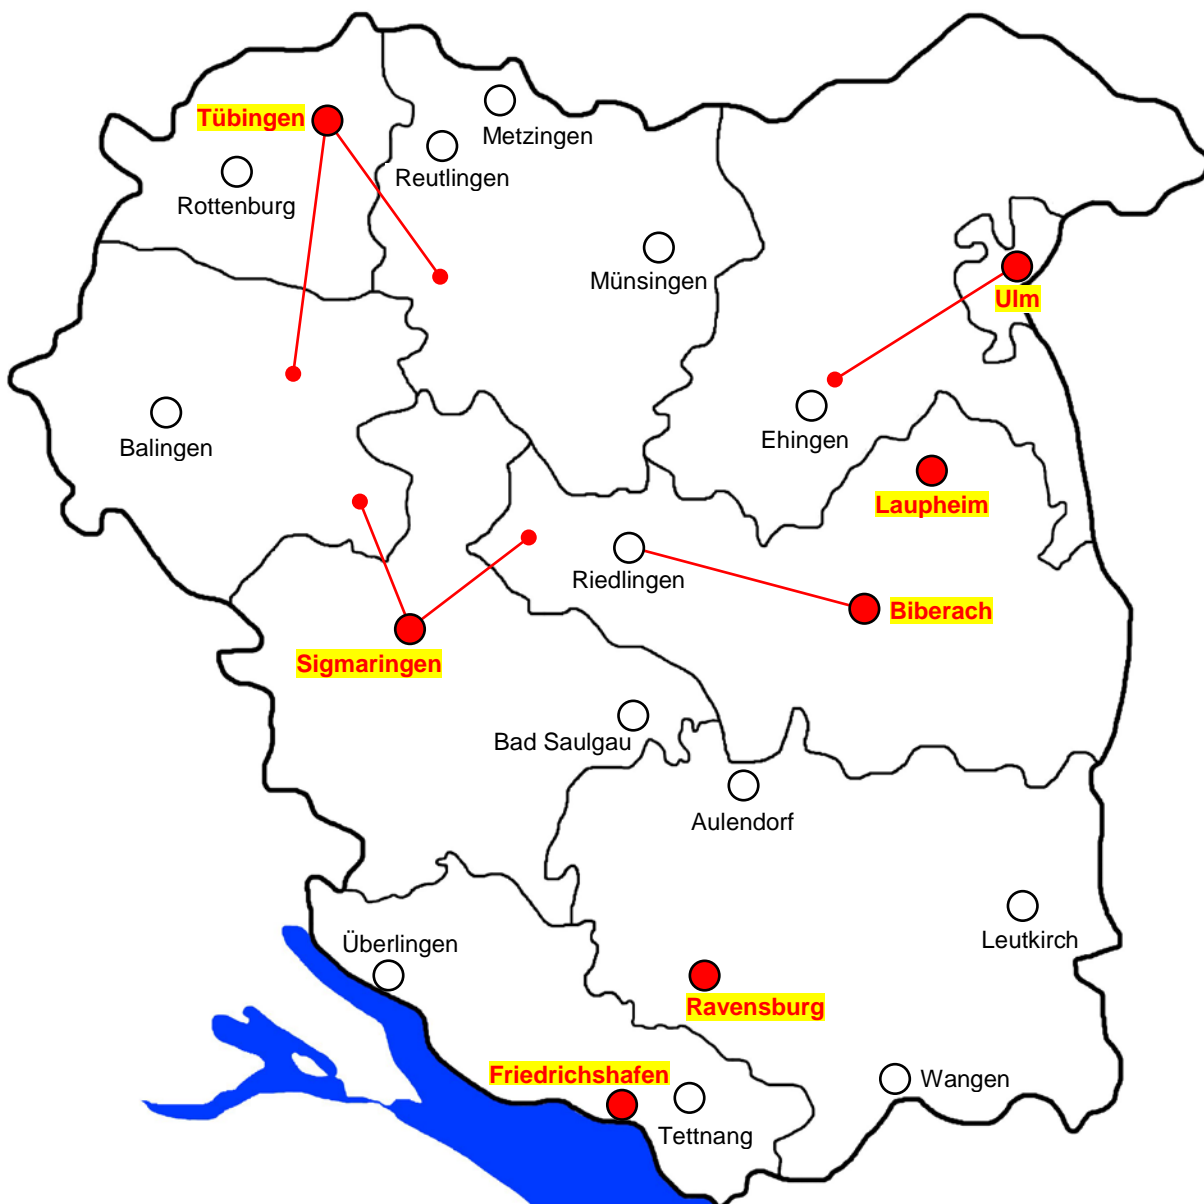 Metzingen
Tübingen
Reutlingen
Rottenburg
Münsingen
Ulm
Balingen
Ehingen
Laupheim
Riedlingen
Biberach
Sigmaringen
Bad Saulgau
Aulendorf
Überlingen
Leutkirch
Ravensburg
Friedrichshafen
Wangen
Tettnang